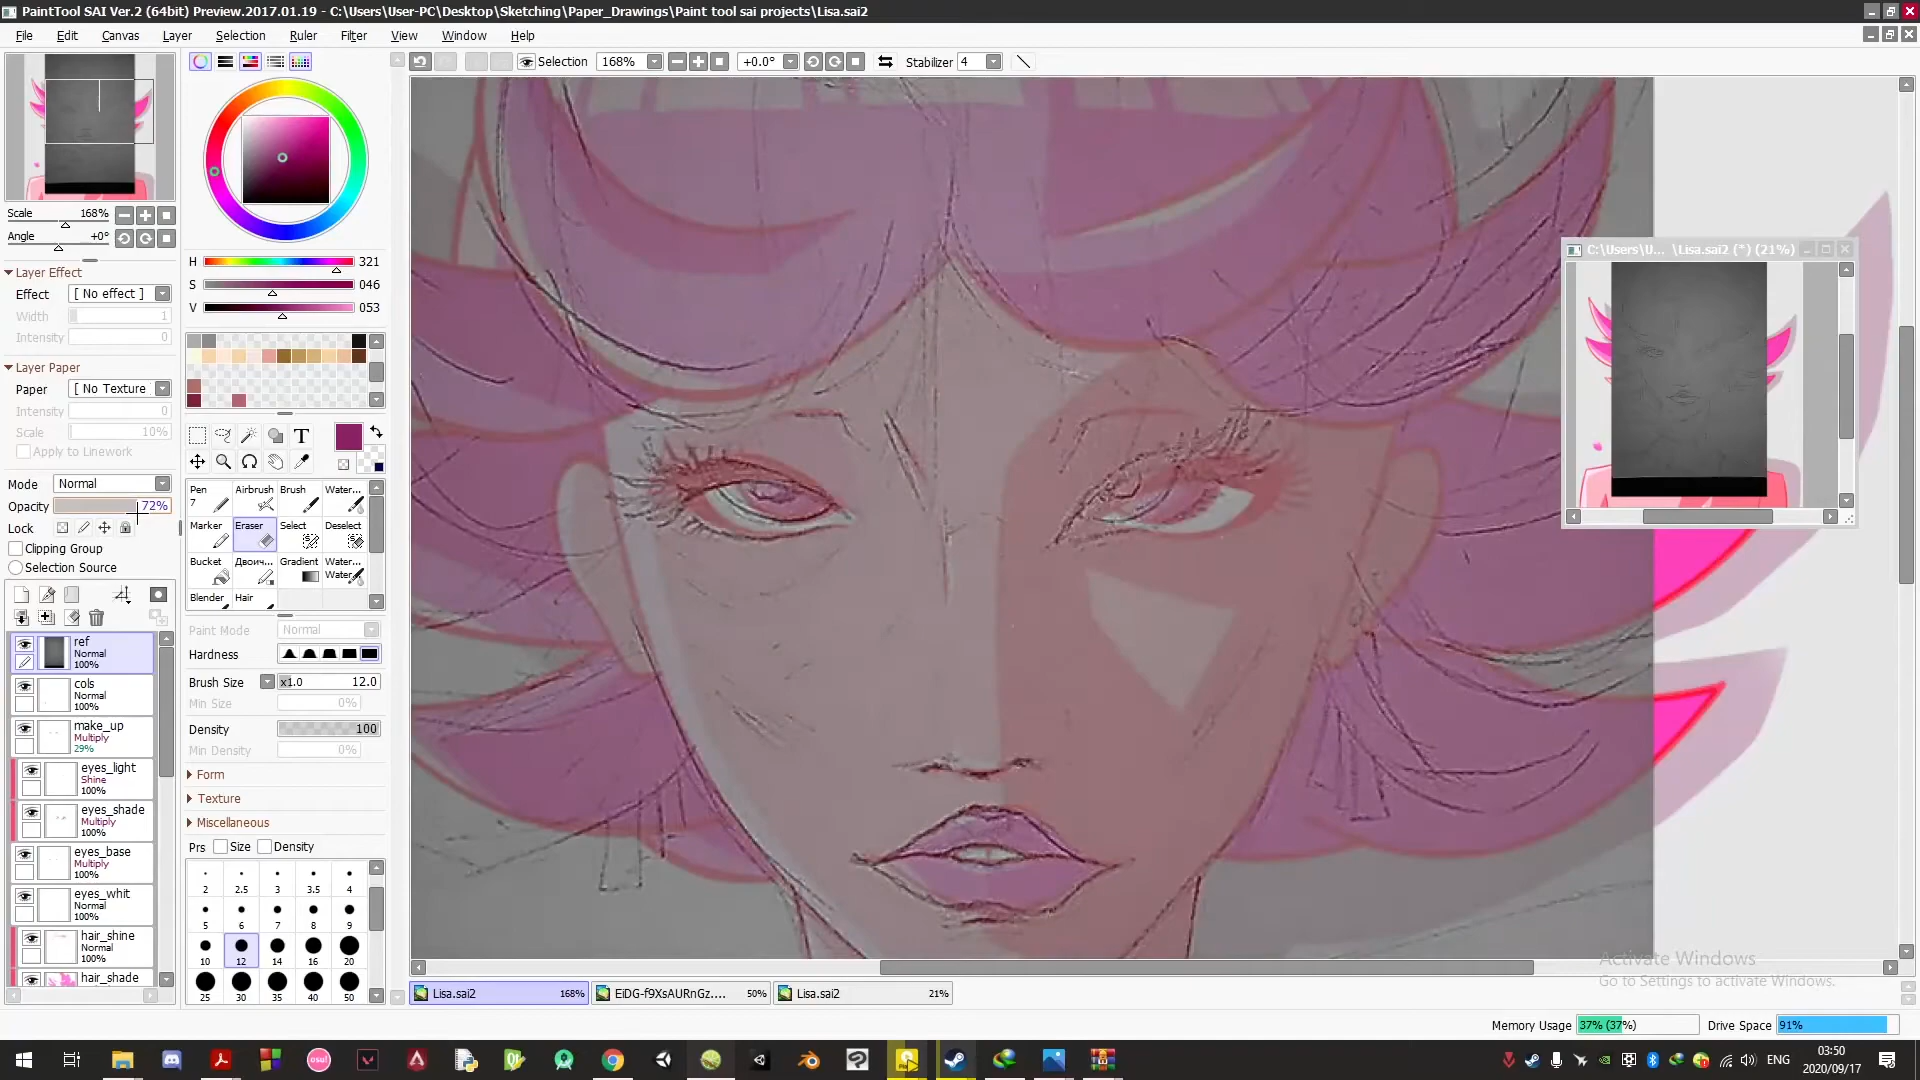 PaintTool SAI Ver.2 (64bit) Preview.2017.01.19 - C:\Users\User-PC\Desktop\Sketching\Paper_Drawings\Paint tool sai projects\Lisa.sai2
File Edit Canvas Layer Selection Ruler Filter View Window Help
Selection 168% +0.0° Stabilizer 4
Scale 168%
Angle +0°
Layer Effect
Effect [ No effect ]
Width 1
Intensity 0
Layer Paper
Paper [ No Texture
Intensity 0
Scale 10%
Apply to Linework
Mode Normal
Opacity 72%
Lock
Clipping Group
Selection Source
ref
Normal
100%
cols
Normal
100%
make_up
Multiply
29%
eyes_light
Shine
100%
eyes_shade
Multiply
100%
eyes_base
Multiply
100%
eyes_whit
Normal
100%
hair_shine
Normal
100%
hair_shade
H 321
S 046
V 053
T
Pen Airbrush Brush Water...
7
Marker Eraser Select Deselect
Bucket Двоич... Gradient Water...
Water...
Blender Hair
Paint Mode Normal
Hardness
Brush Size x1.0 12.0
Min Size 0%
Density 100
Min Density 0%
Form
Texture
Miscellaneous
Prs Size Density
2 2.5 3 3.5 4
5 6 7 8 9
10 12 14 16 20
25 30 35 40 50
C:\Users\U... \Lisa.sai2 (*) (21%)
Activate Windows
Go to Settings to activate Windows.
Lisa.sai2 168% EiDG-f9XsAURnGz.... 50% Lisa.sai2 21%
Memory Usage 37% (37%) Drive Space 91%
osu!
ENG
03:50
2020/09/17